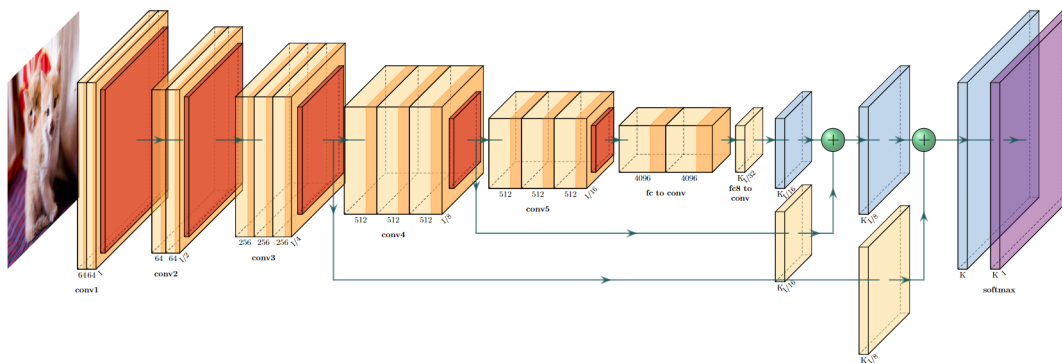 64 64 1
conv1
64 64 1/2
conv2
256 256 256 1/4
conv3
512 512 512 1/8
conv4
512 512 512 1/16
conv5
4096 4096
fc to conv
K 1/32
fc8 to
conv
K 1/16
K 1/16
+
K 1/8
K 1/8
+
K
K 1
softmax